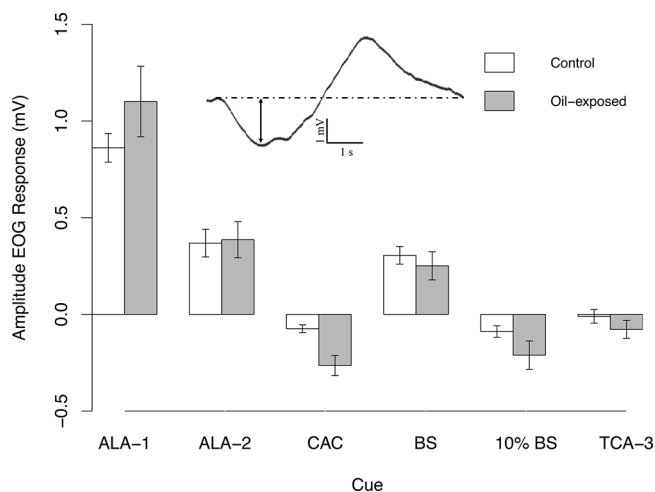 1.5
1.0
0.5
0.0
−0.5
Amplitude EOG Response (mV)
1 mV
1 s
Control
Oil−exposed
ALA−1 ALA−2 CAC BS 10% BS TCA−3
Cue